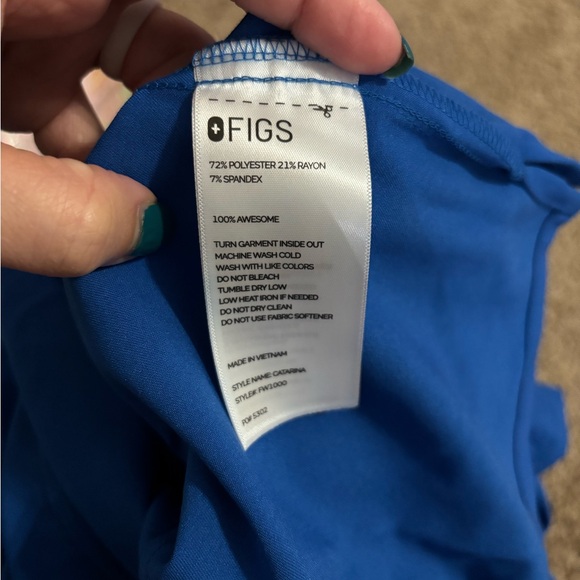 FIGS
72% POLYESTER 21% RAYON
7% SPANDEX
100% AWESOME
TURN GARMENT INSIDE OUT
MACHINE WASH COLD
WASH WITH LIKE COLORS
DO NOT BLEACH
TUMBLE DRY LOW
LOW HEAT IRON IF NEEDED
DO NOT DRY CLEAN
DO NOT USE FABRIC SOFTENER
MADE IN VIETNAM
STYLE NAME: CATARINA
STYLE#: FW1000
PO# 5302